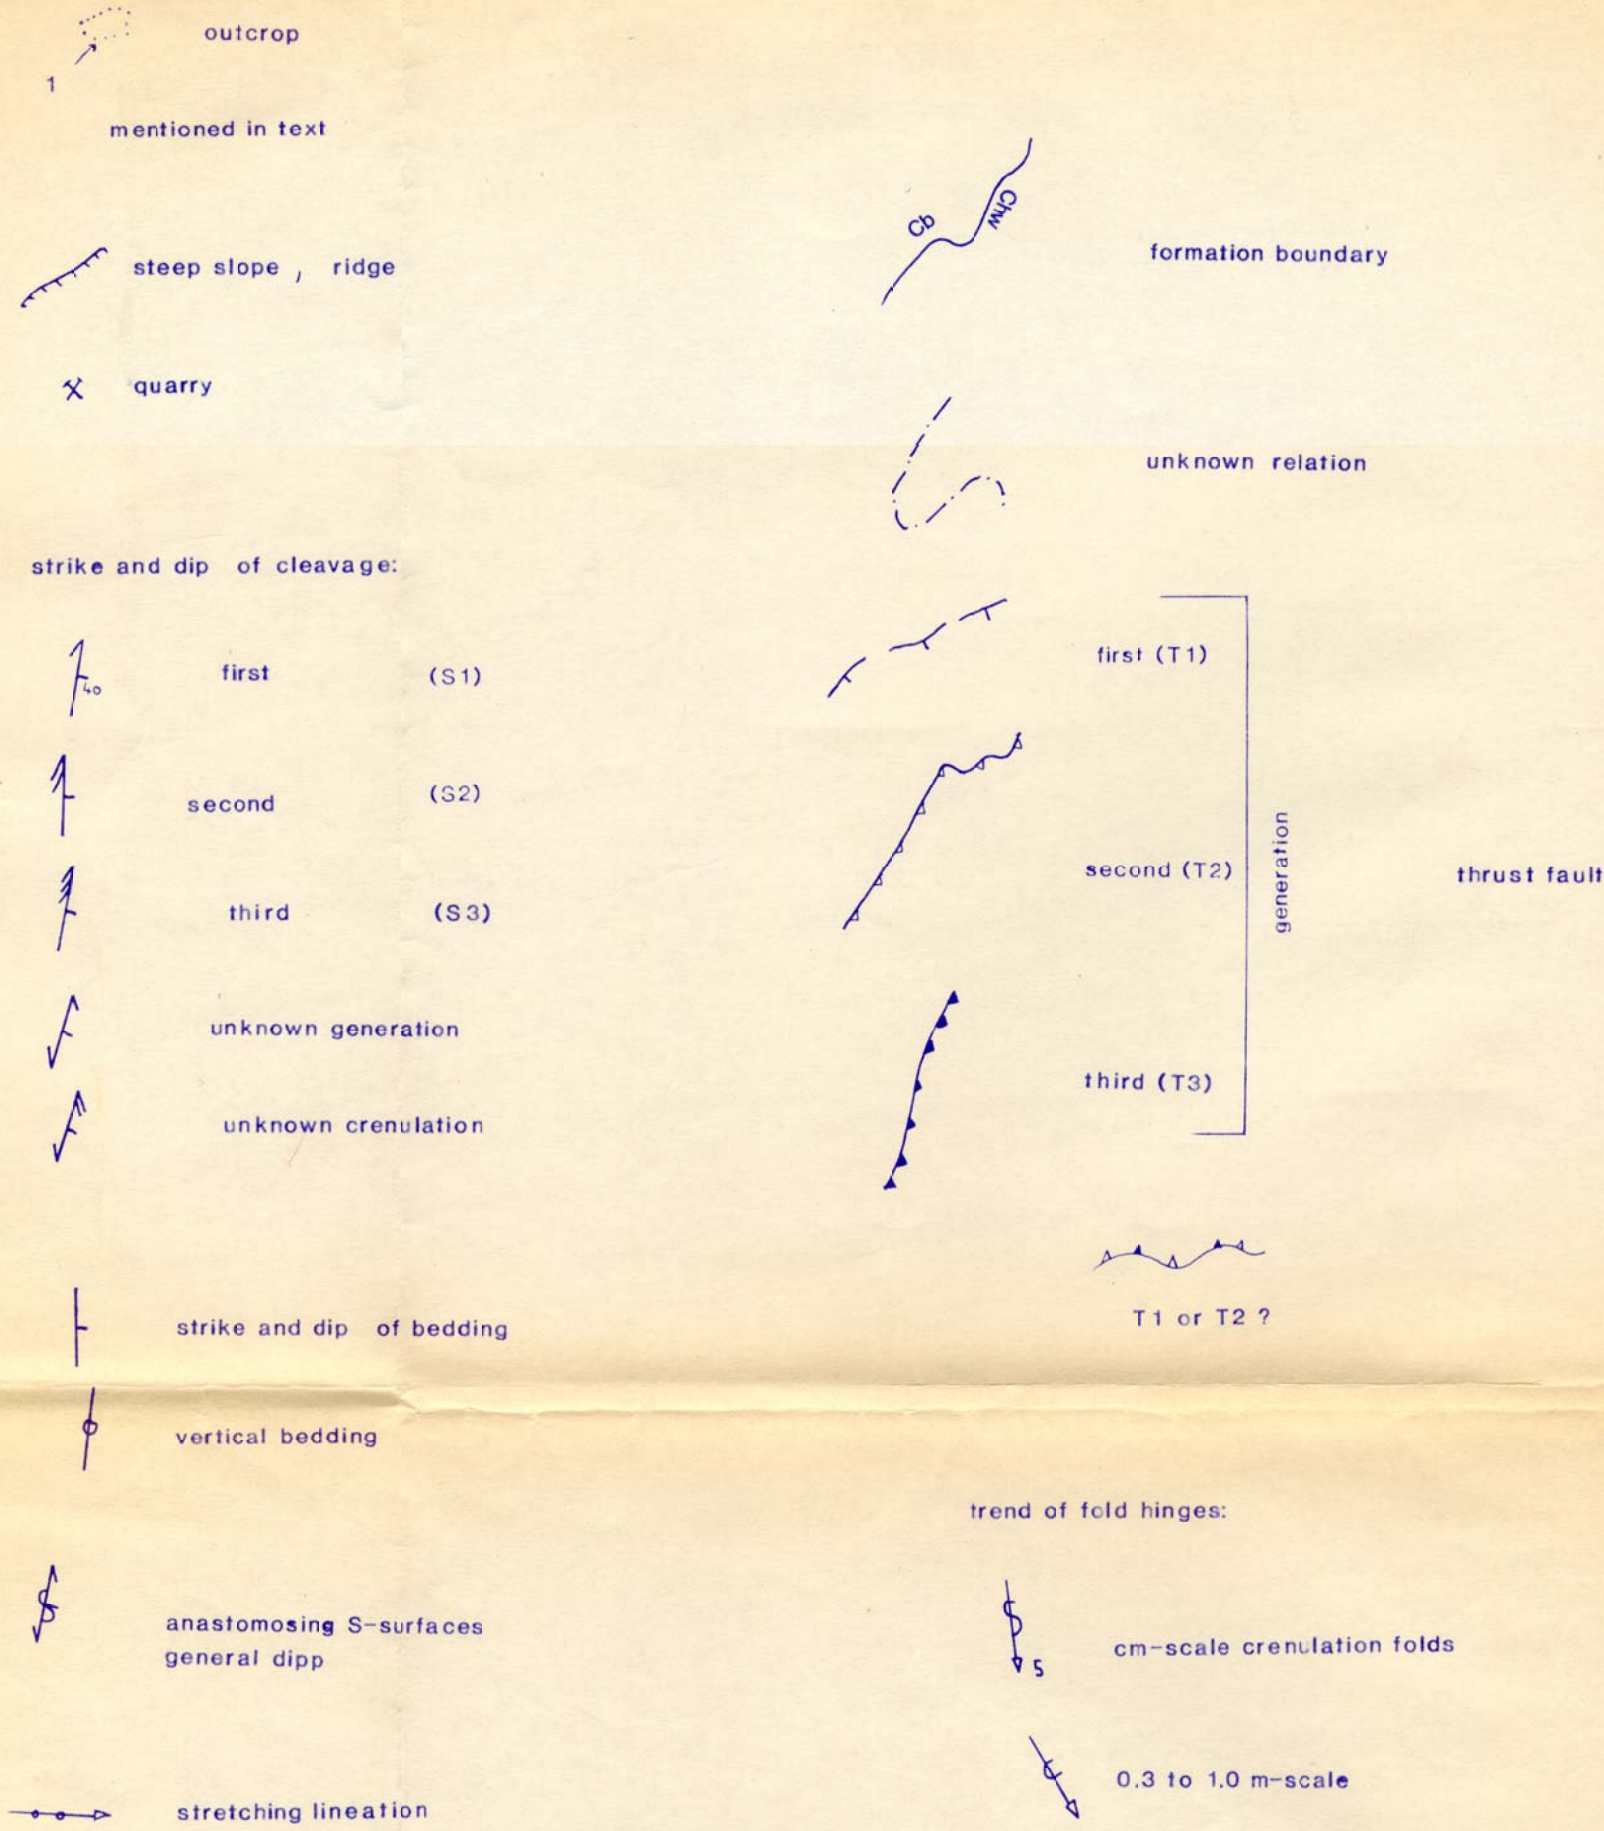 outcrop
1
mentioned in text
steep slope , ridge
quarry
strike and dip of cleavage:
40
first (S1)
second (S2)
third (S3)
unknown generation
unknown crenulation
strike and dip of bedding
vertical bedding
anastomosing S-surfaces
general dipp
stretching lineation
Cb
Chw
formation boundary
unknown relation
first (T1)
second (T2)
third (T3)
generation
thrust fault
T1 or T2 ?
trend of fold hinges:
5
cm-scale crenulation folds
0.3 to 1.0 m-scale